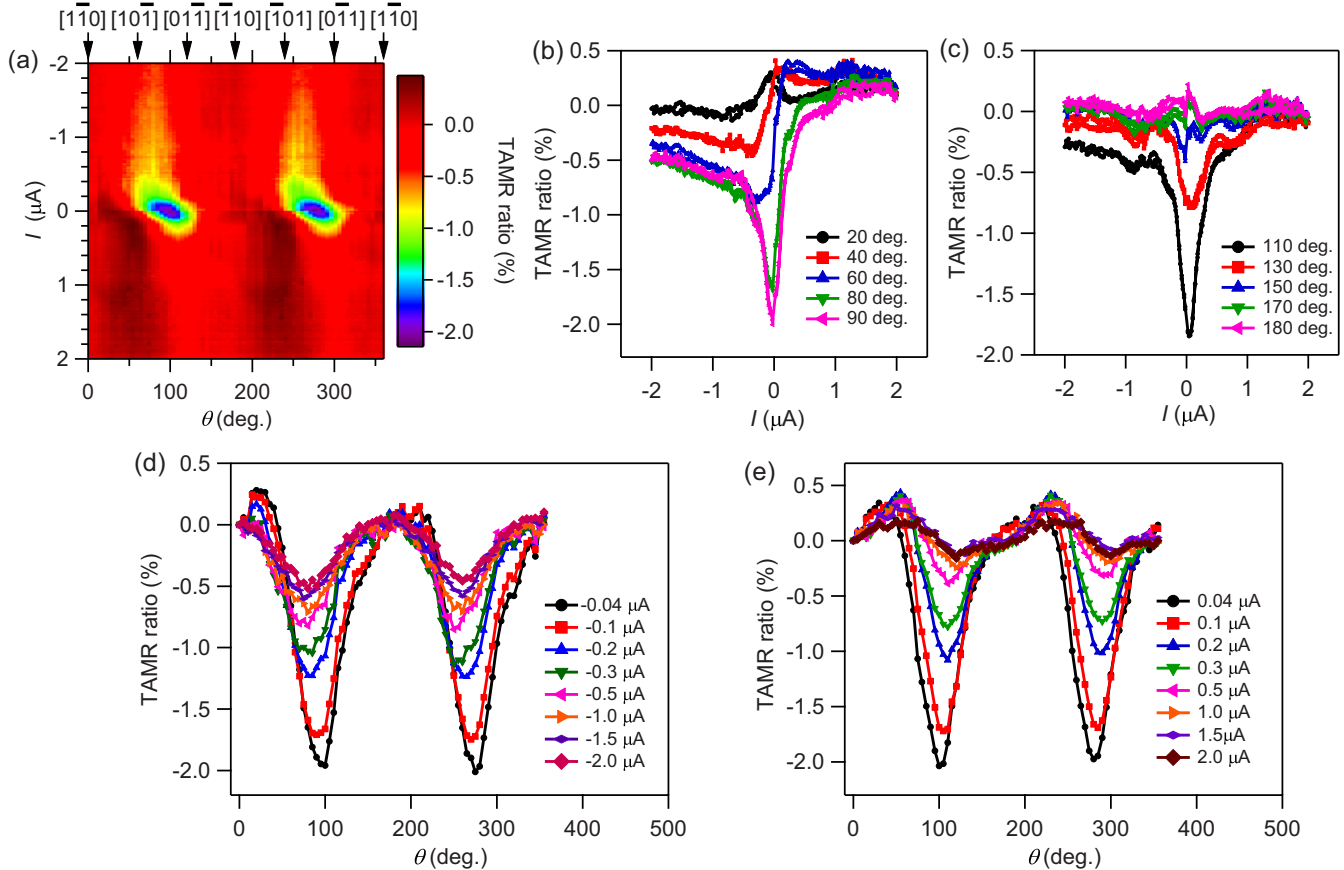 [11̅0] [101̅] [011̅] [1̅10] [1̅01] [01̅1] [11̅0]
(a)
-2
-1
0
1
2
I (μA)
0 100 200 300
θ (deg.)
0.0
-0.5
-1.0
-1.5
-2.0
TAMR ratio (%)
(b)
0.5
0.0
-0.5
-1.0
-1.5
-2.0
TAMR ratio (%)
20 deg.
40 deg.
60 deg.
80 deg.
90 deg.
-2 -1 0 1 2
I (μA)
(c)
0.5
0.0
-0.5
-1.0
-1.5
-2.0
TAMR ratio (%)
110 deg.
130 deg.
150 deg.
170 deg.
180 deg.
-2 -1 0 1 2
I (μA)
(d)
0.5
0.0
-0.5
-1.0
-1.5
-2.0
TAMR ratio (%)
-0.04 μA
-0.1 μA
-0.2 μA
-0.3 μA
-0.5 μA
-1.0 μA
-1.5 μA
-2.0 μA
0 100 200 300 400 500
θ (deg.)
(e)
0.5
0.0
-0.5
-1.0
-1.5
-2.0
TAMR ratio (%)
0.04 μA
0.1 μA
0.2 μA
0.3 μA
0.5 μA
1.0 μA
1.5μA
2.0 μA
0 100 200 300 400 500
θ (deg.)